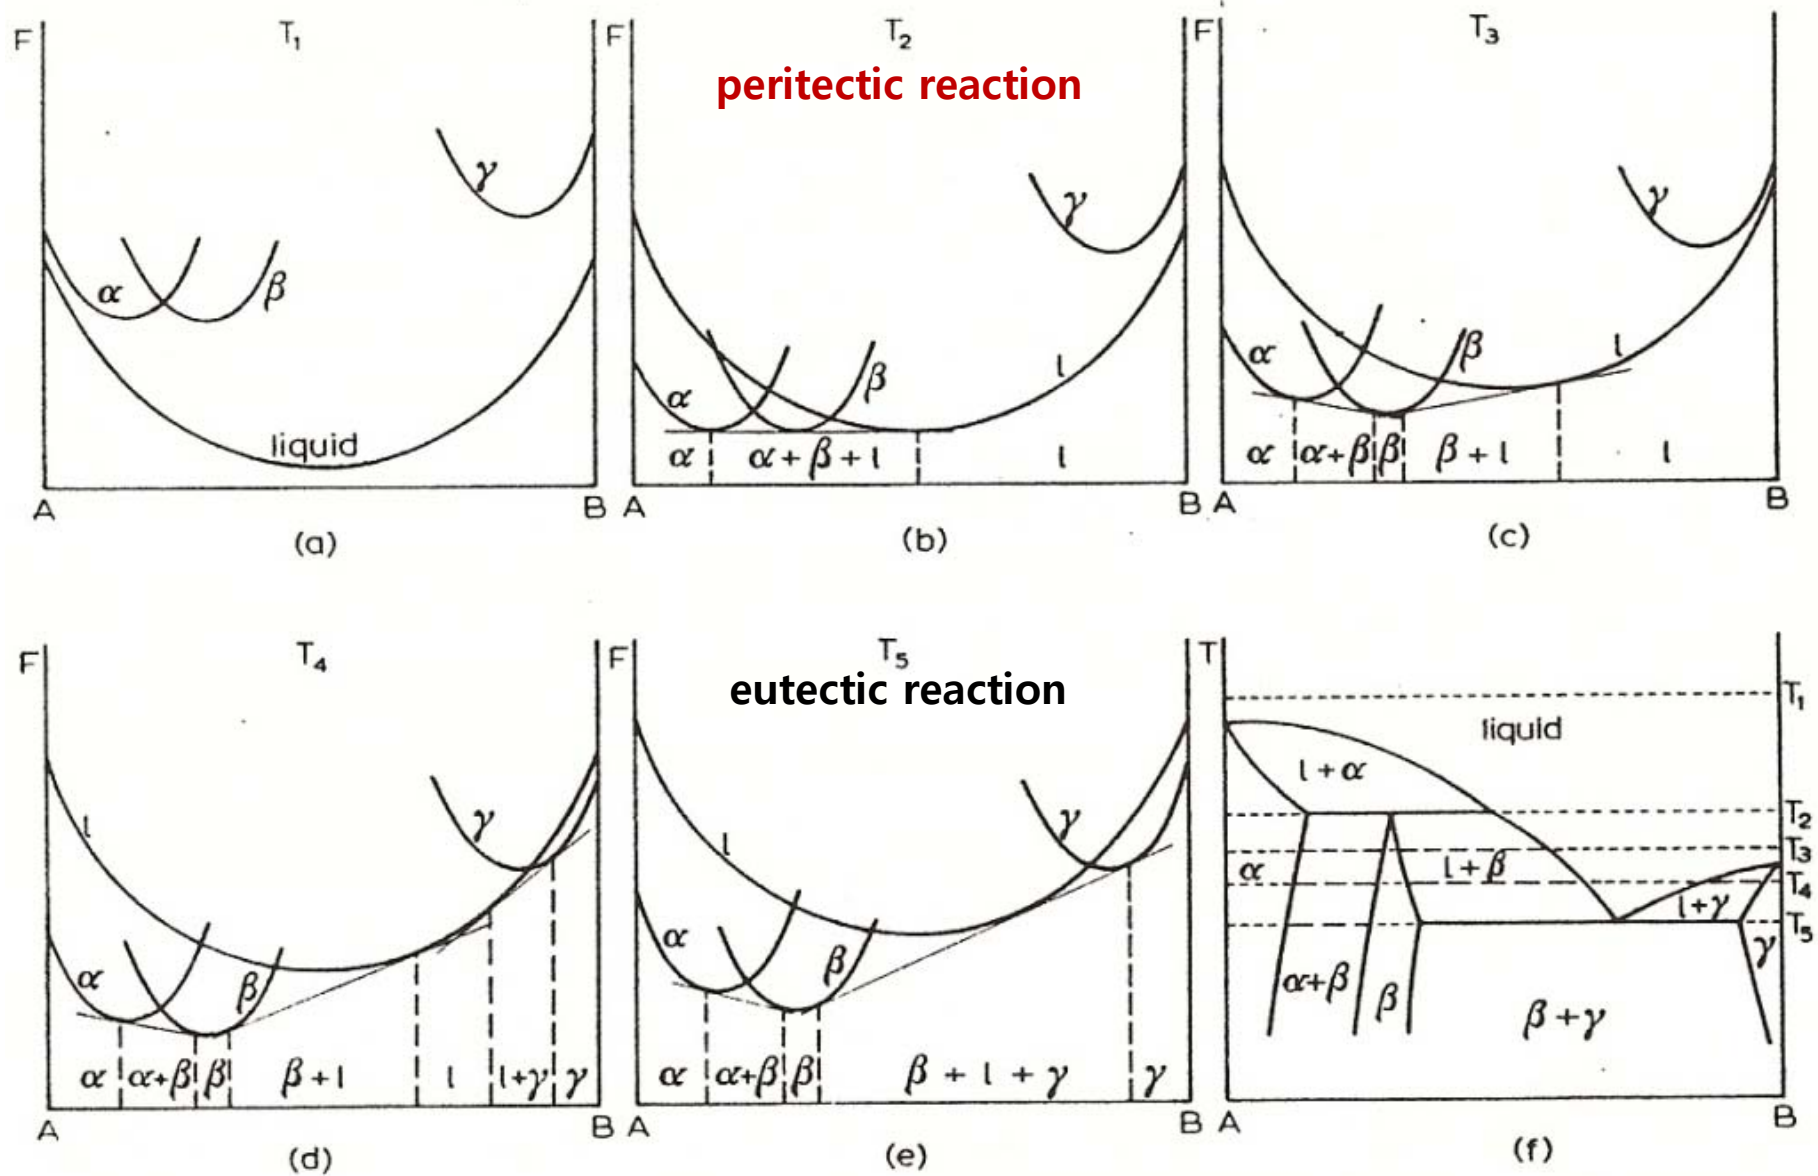 F T₁
γ
α β
liquid
A B
(a)
F T₂
peritectic reaction
γ
l
α β
α α + β + l l
A B
(b)
F T₃
γ
α β l
α α+β β β + l l
A B
(c)
F T₄
l γ
α β
α α+β β β+l l l+γ γ
A B
(d)
F T₅
eutectic reaction
l γ
α β
α α+β β β + l + γ γ
A B
(e)
T
T₁
liquid
l + α
T₂
T₃
α l + β
T₄
l+γ
T₅
γ
α+β β β + γ
A B
(f)